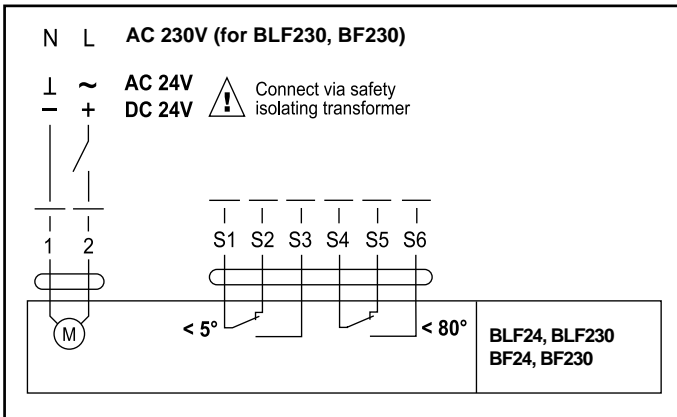 N L AC 230V (for BLF230, BF230)
⊥ ~ AC 24V
− + DC 24V
! Connect via safety
isolating transformer
1 2 S1 S2 S3 S4 S5 S6
M < 5° < 80°
BLF24, BLF230
BF24, BF230